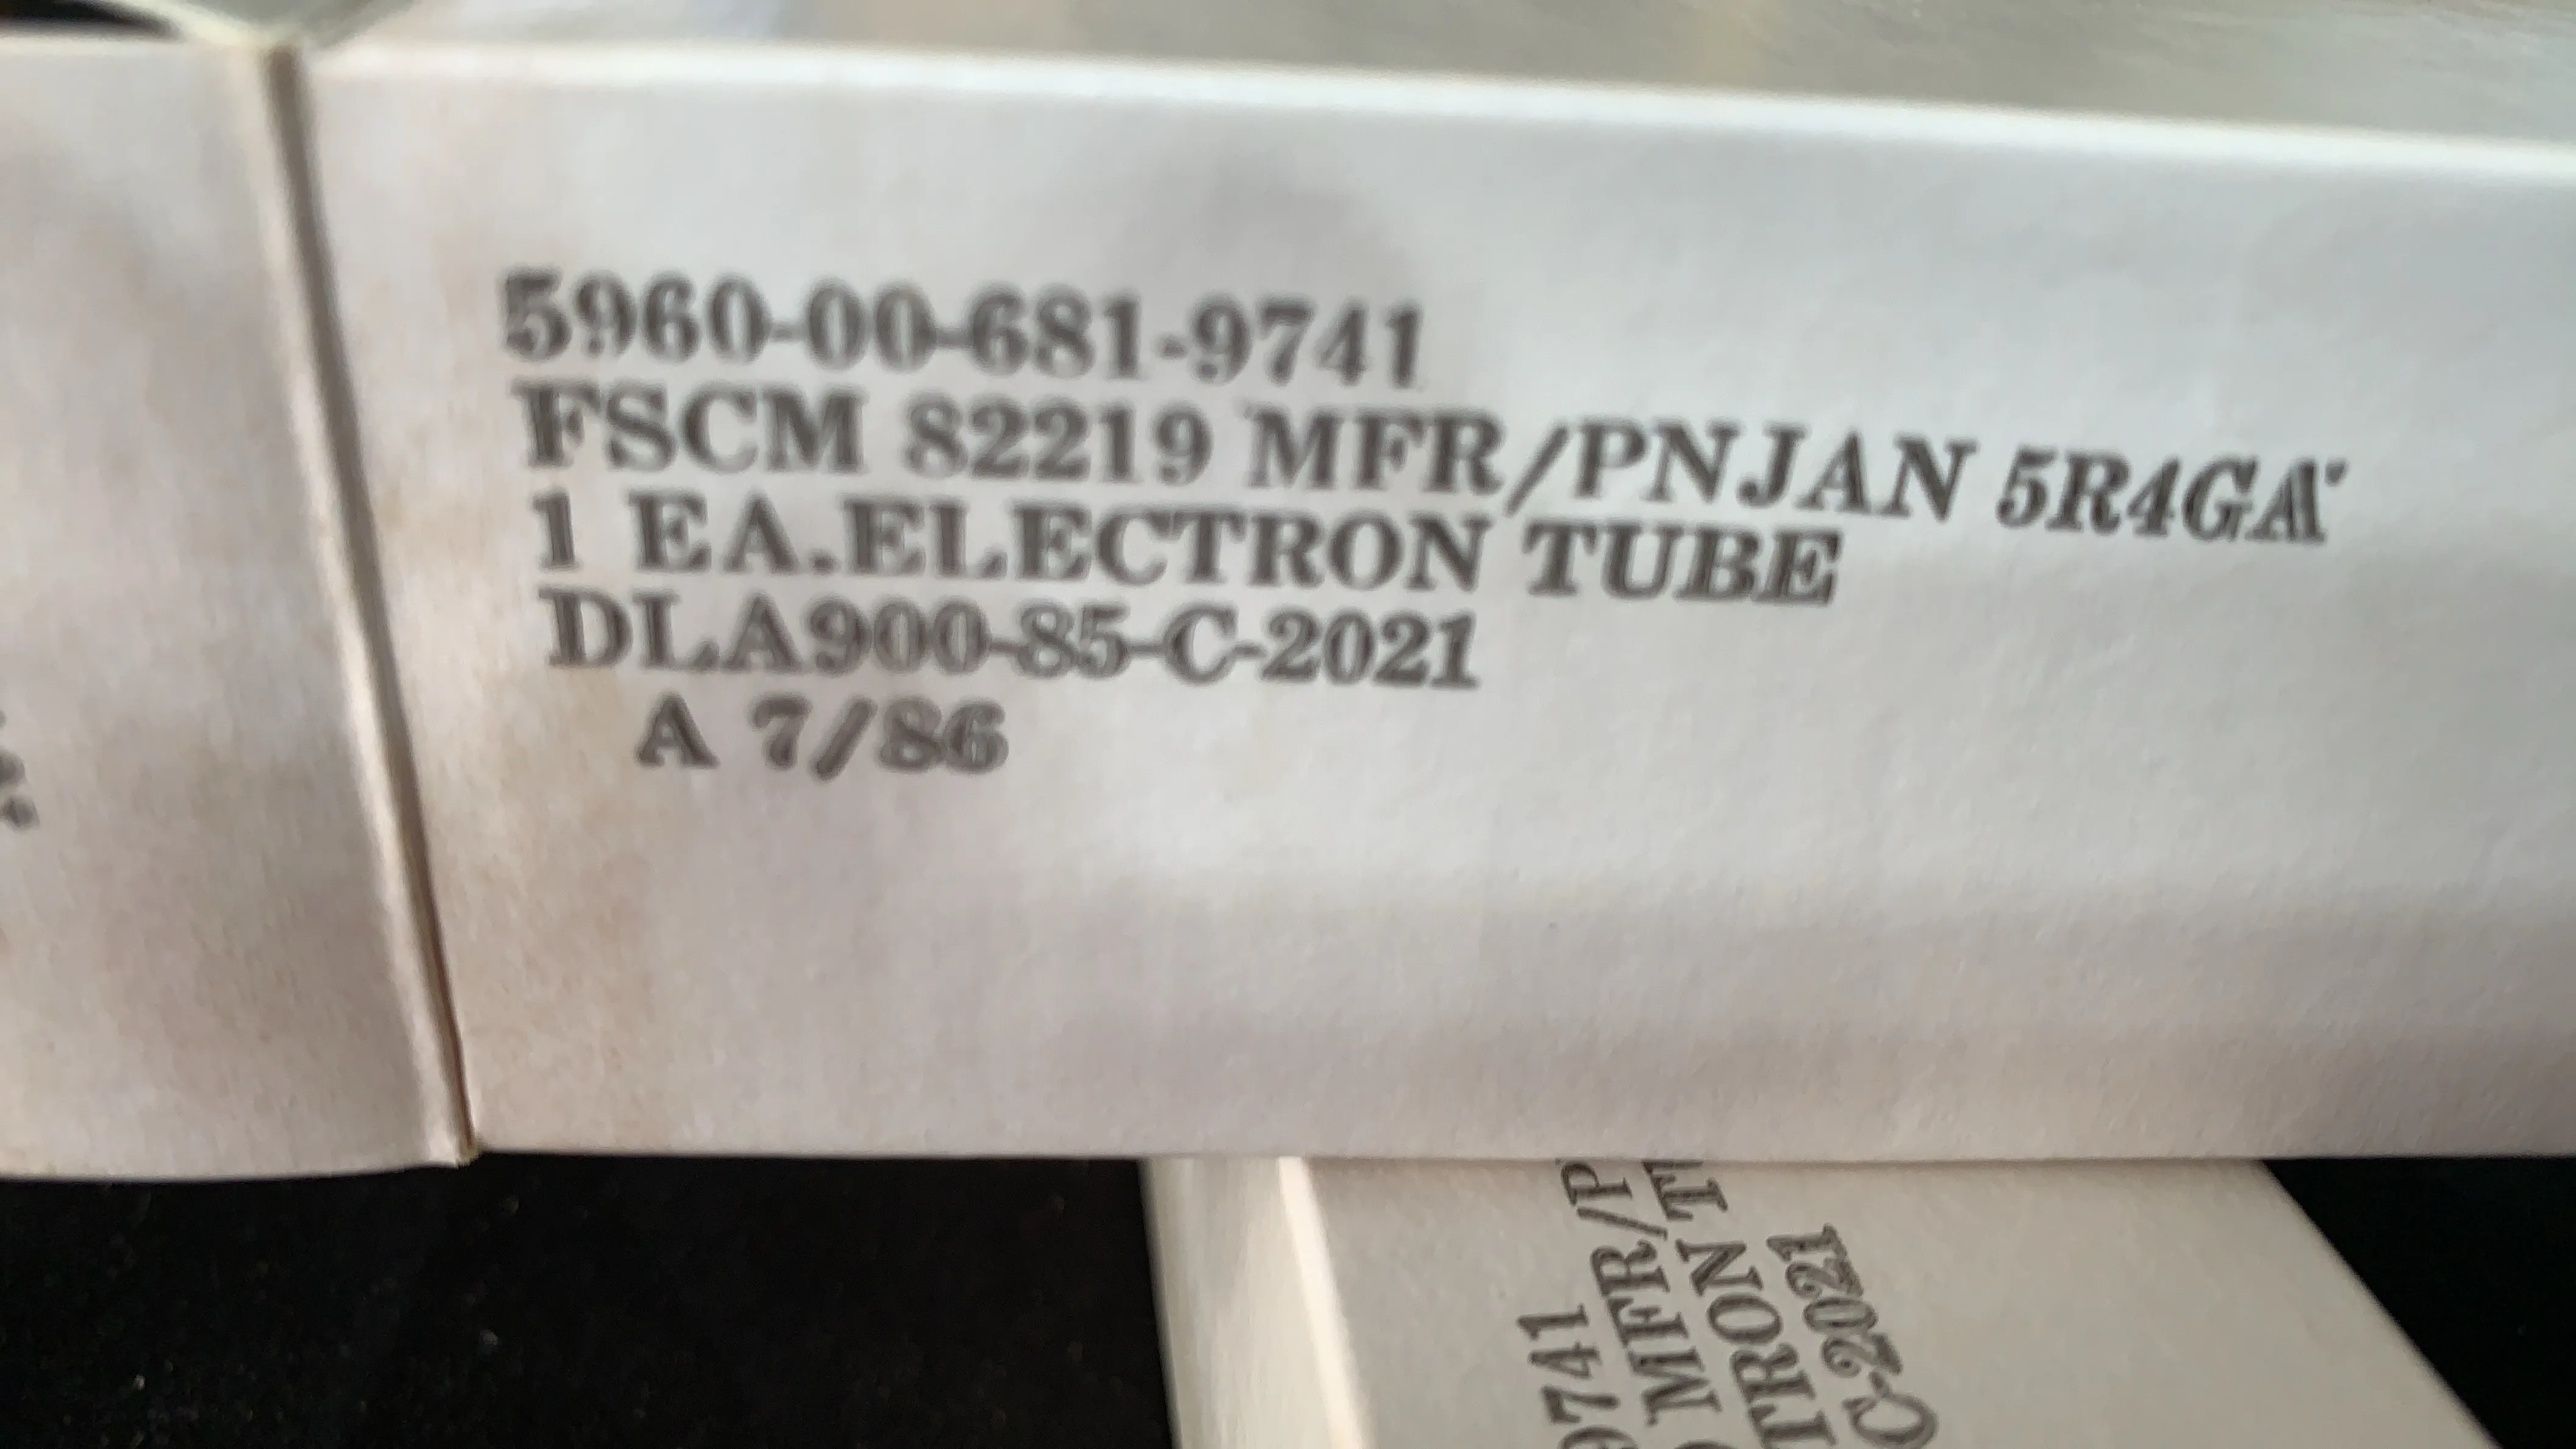 5960-00-681-9741
FSCM 82219 MFR/PNJAN 5R4GA
1 EA.ELECTRON TUBE
DLA900-85-C-2021
A 7/86
9741
MFR/P
TRON T
C-2021